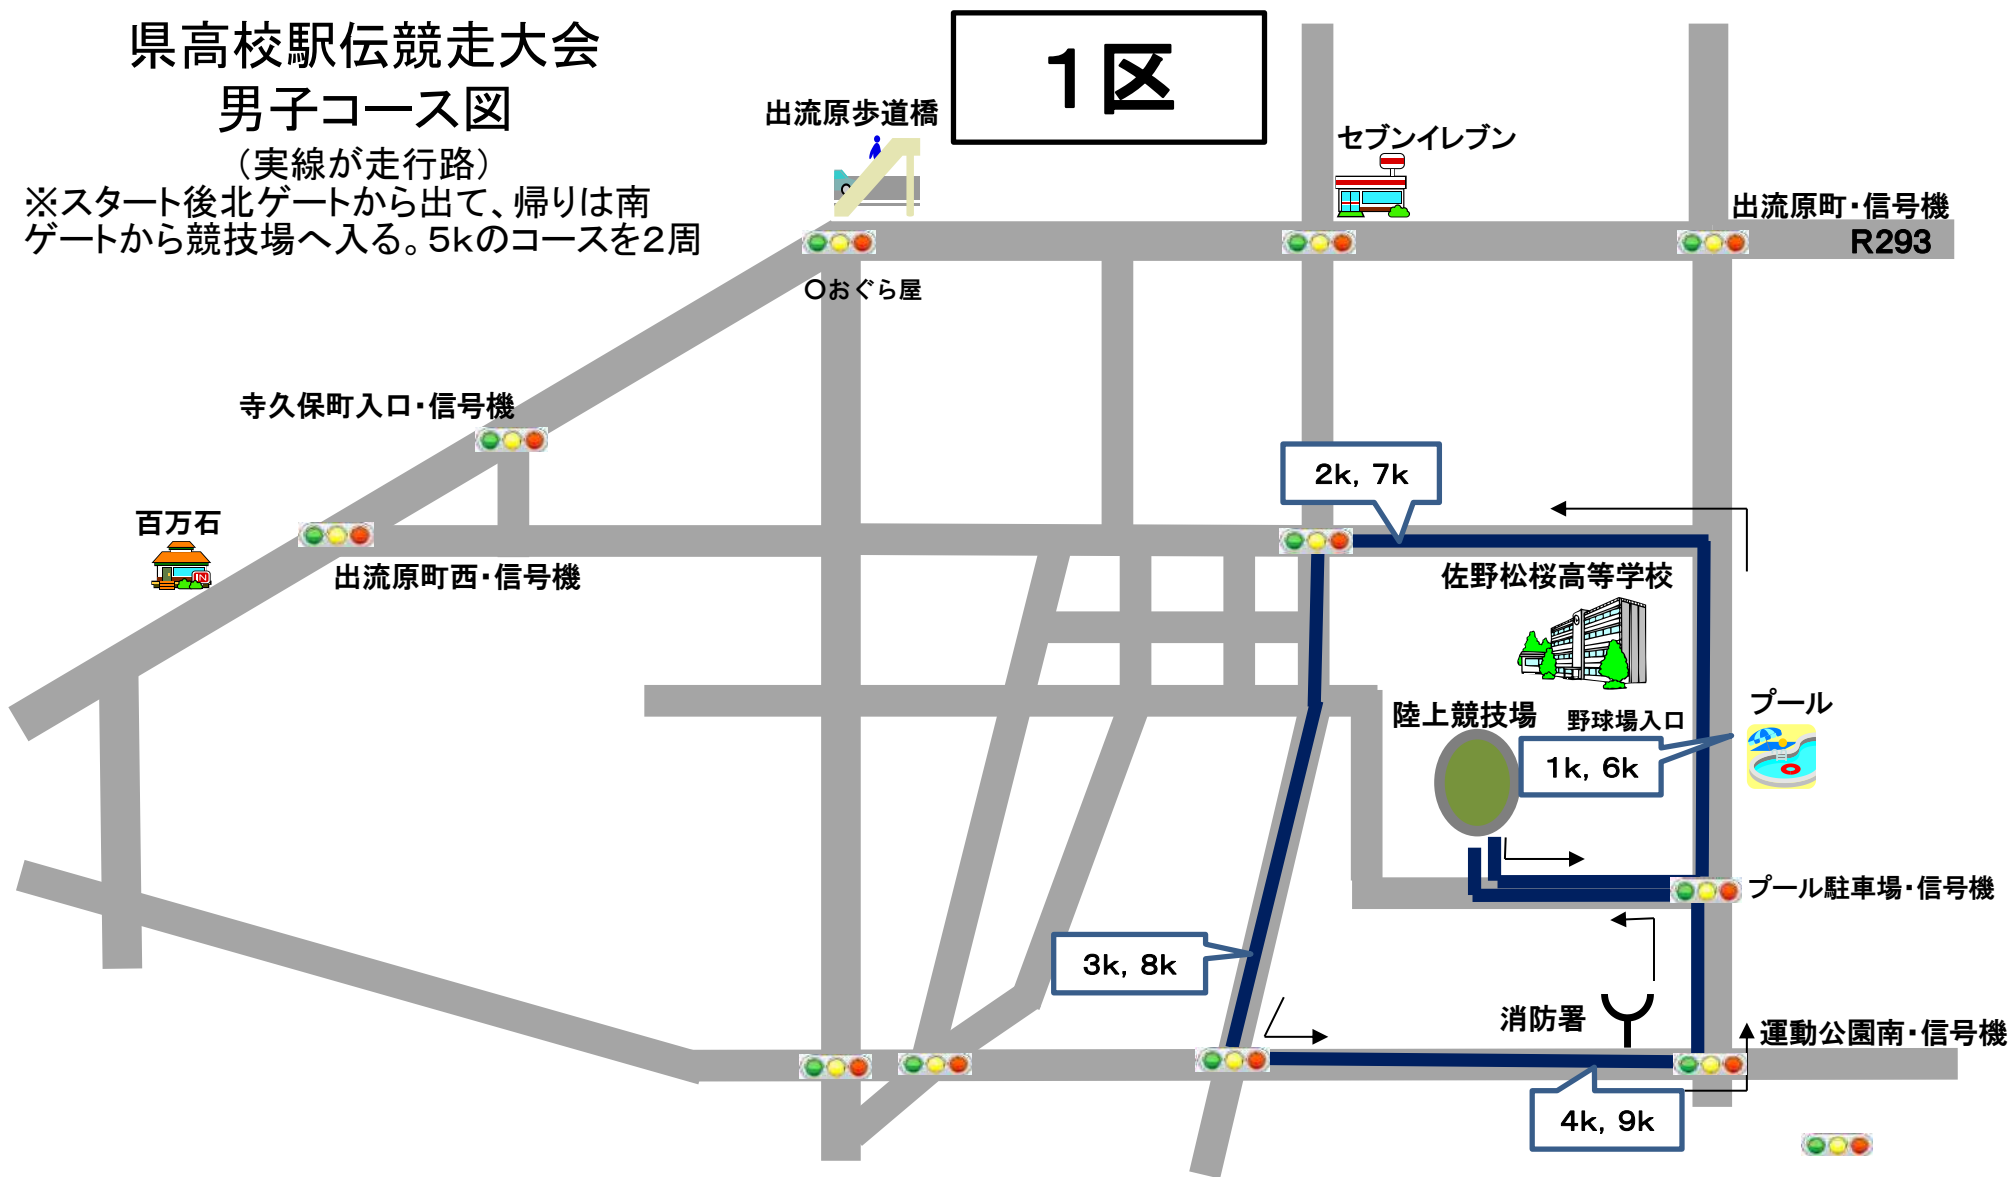 県高校駅伝競走大会
男子コース図
（実線が走行路）
※スタート後北ゲートから出て、帰りは南
ゲートから競技場へ入る。5kのコースを2周
1区
出流原歩道橋
セブンイレブン
出流原町・信号機
R293
○おぐら屋
寺久保町入口・信号機
2k, 7k
百万石
出流原町西・信号機
佐野松桜高等学校
プール
陸上競技場
野球場入口
1k, 6k
プール駐車場・信号機
3k, 8k
消防署
運動公園南・信号機
4k, 9k